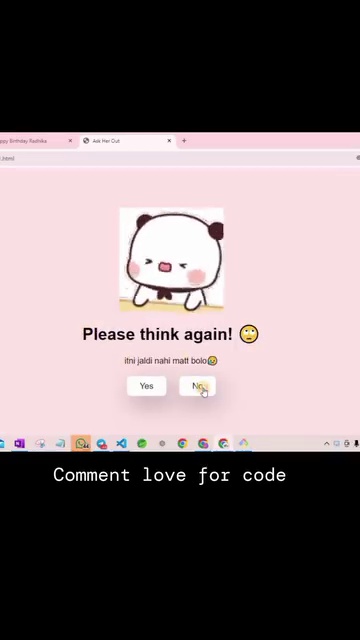 ppy Birthday Radhika
Ask Her Out
.html
Please think again! 🙄
itni jaldi nahi matt bolo🥹
Yes
No
Comment love for code